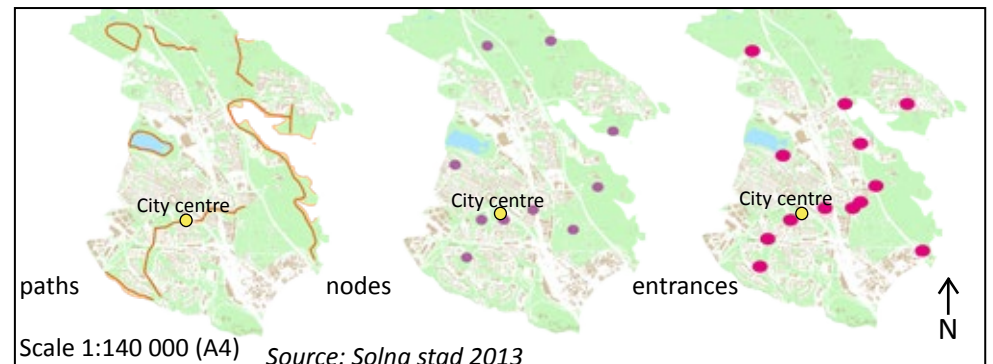 City centre
City centre
City centre
paths
nodes
entrances
N
Scale 1:140 000 (A4)
Source: Solna stad 2013